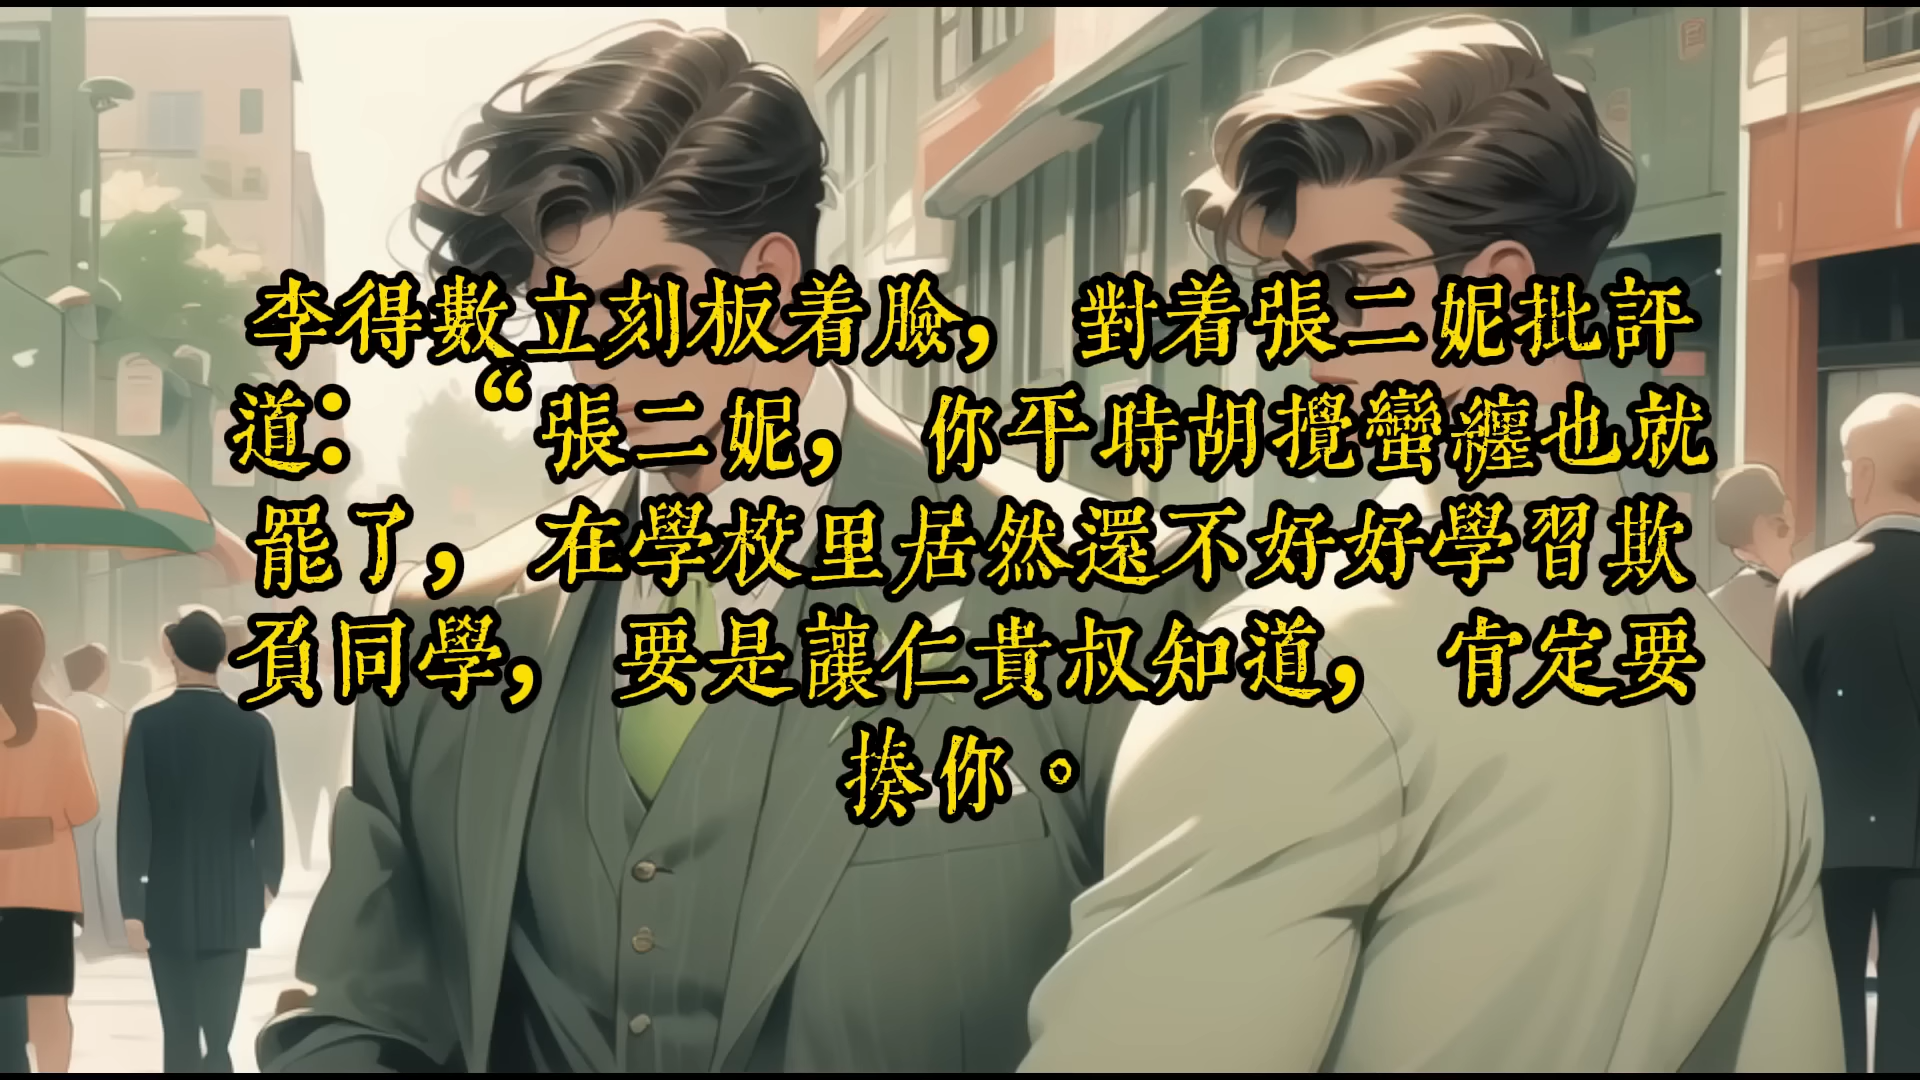 李得數立刻板着臉，對着張二妮批評
道：“張二妮，你平時胡攪蠻纏也就
罷了，在學校里居然還不好好學習欺
負同學，要是讓仁貴叔知道，肯定要
揍你。